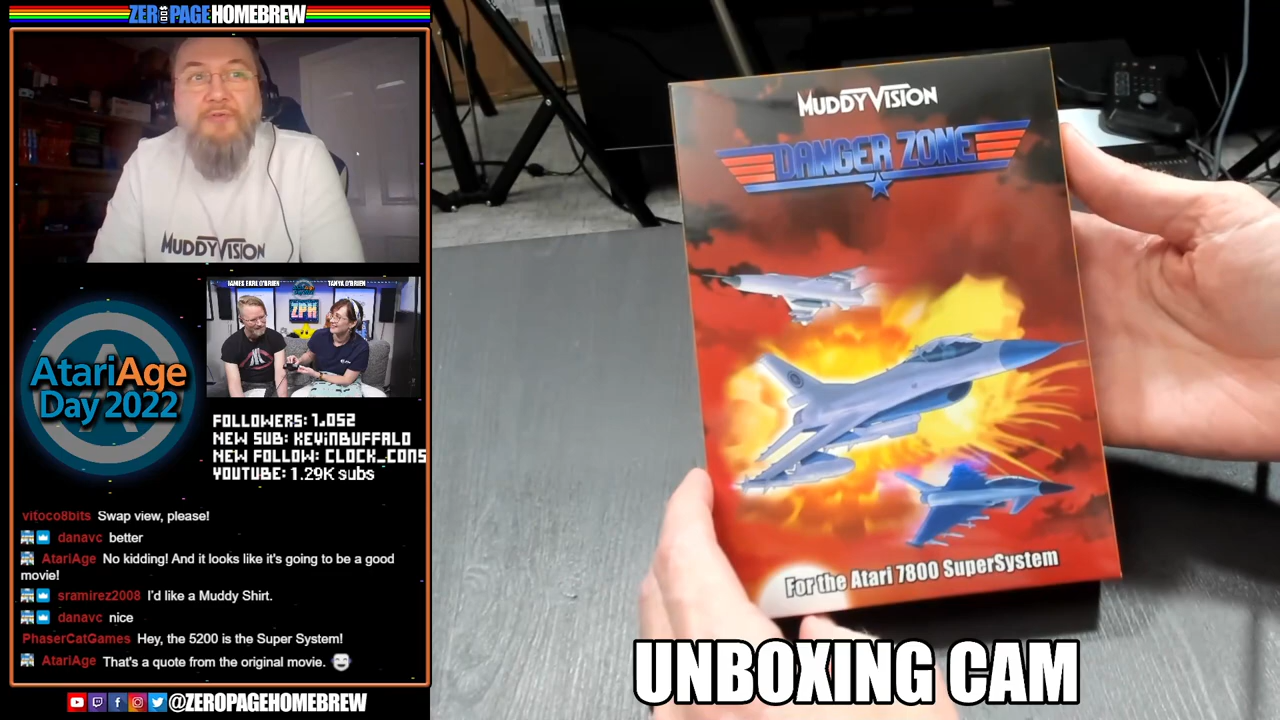 ZERO PAGE HOMEBREW
MUDDYVISION
JAMES EARL O'BRIEN
TANYA O'BRIEN
ZPH
AtariAge
Day 2022
FOLLOWERS: 1,052
NEW SUB: KEVINBUFFALO
NEW FOLLOW: CLOCK_CONS
YOUTUBE: 1.29K subs
vitoco8bits Swap view, please!
danavc better
AtariAge No kidding! And it looks like it's going to be a good
movie!
sramirez2008 I'd like a Muddy Shirt.
danavc nice
PhaserCatGames Hey, the 5200 is the Super System!
AtariAge That's a quote from the original movie.
@ZEROPAGEHOMEBREW
MUDDYVISION
DANGER ZONE
For the Atari 7800 SuperSystem
UNBOXING CAM